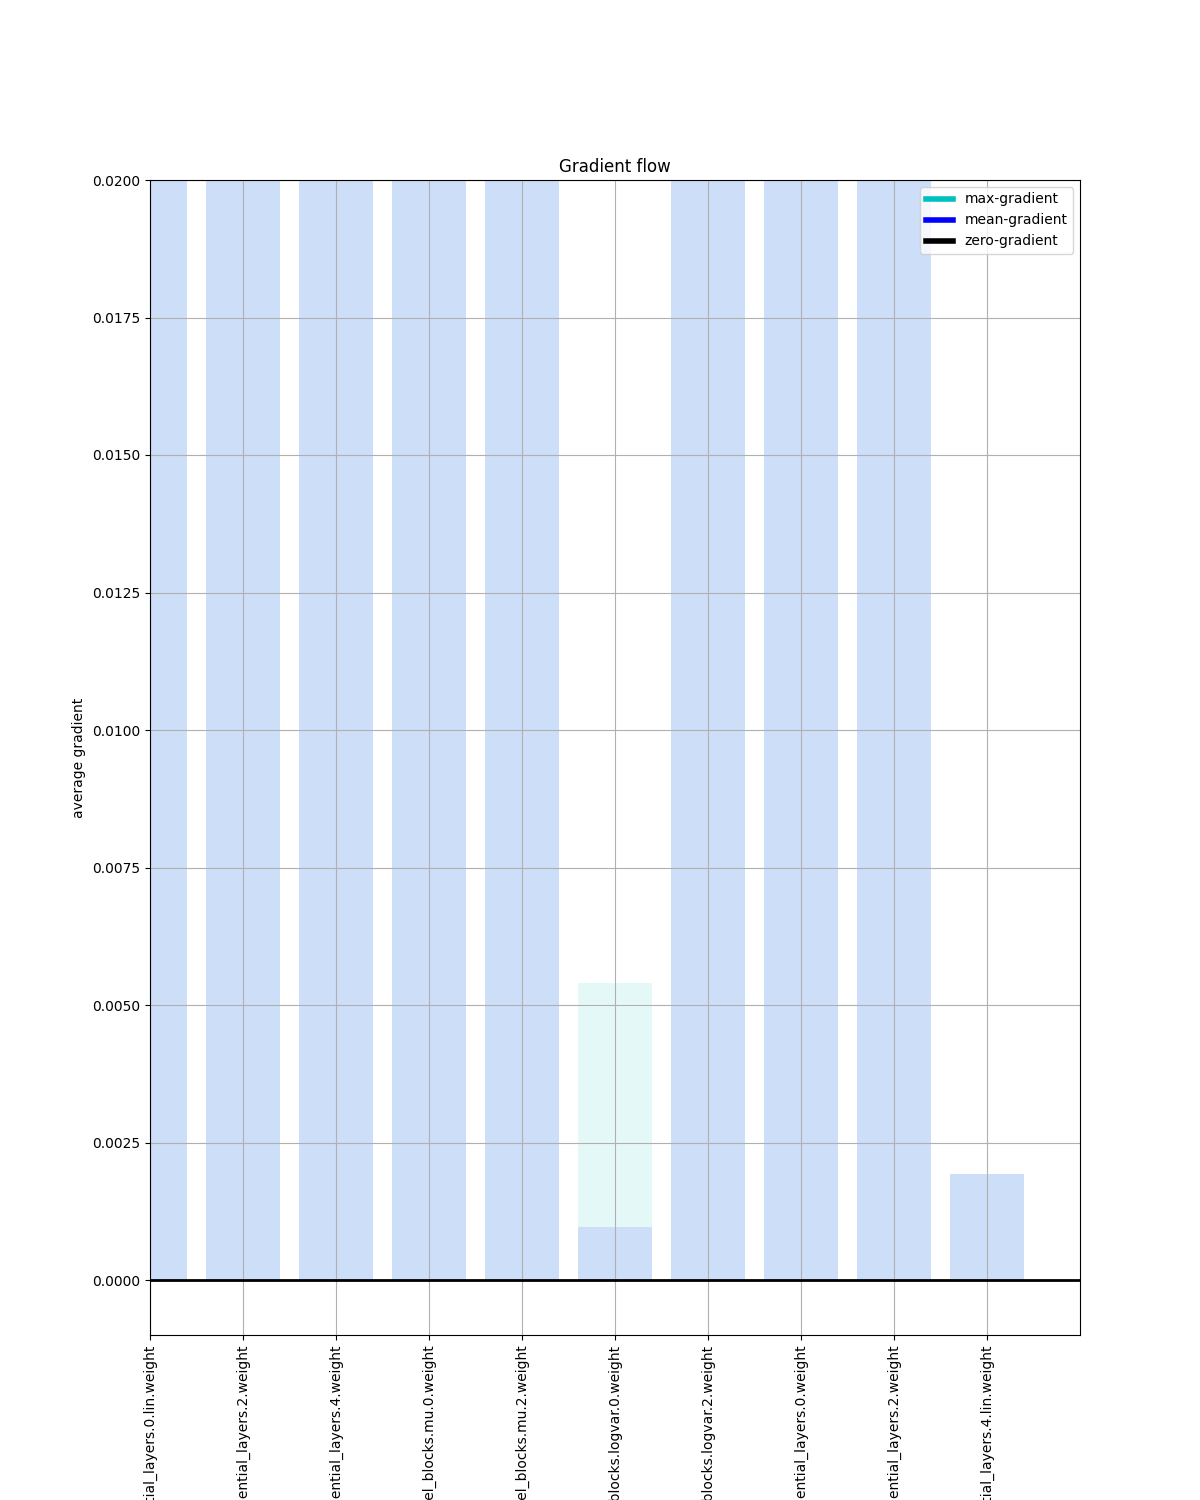 Gradient flow
max-gradient
mean-gradient
zero-gradient
0.0200
0.0175
0.0150
0.0125
0.0100
0.0075
0.0050
0.0025
0.0000
average gradient
tial_layers.0.lin.weight
ential_layers.2.weight
ential_layers.4.weight
el_blocks.mu.0.weight
el_blocks.mu.2.weight
blocks.logvar.0.weight
blocks.logvar.2.weight
ential_layers.0.weight
ential_layers.2.weight
tial_layers.4.lin.weight